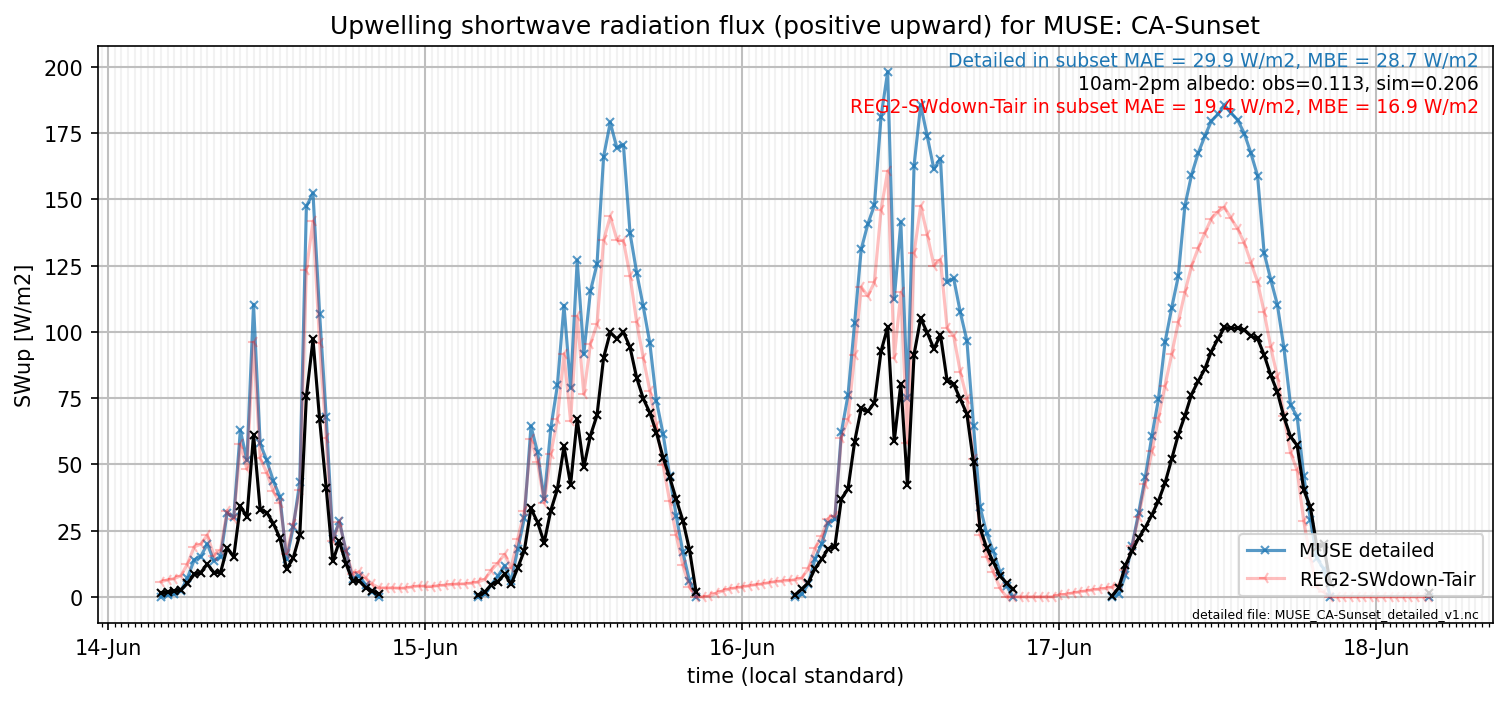 Upwelling shortwave radiation flux (positive upward) for MUSE: CA-Sunset
Detailed in subset MAE = 29.9 W/m2, MBE = 28.7 W/m2
10am-2pm albedo: obs=0.113, sim=0.206
REG2-SWdown-Tair in subset MAE = 19.4 W/m2, MBE = 16.9 W/m2
SWup [W/m2]
200
175
150
125
100
75
50
25
0
MUSE detailed
REG2-SWdown-Tair
detailed file: MUSE_CA-Sunset_detailed_v1.nc
14-Jun
15-Jun
16-Jun
17-Jun
18-Jun
time (local standard)